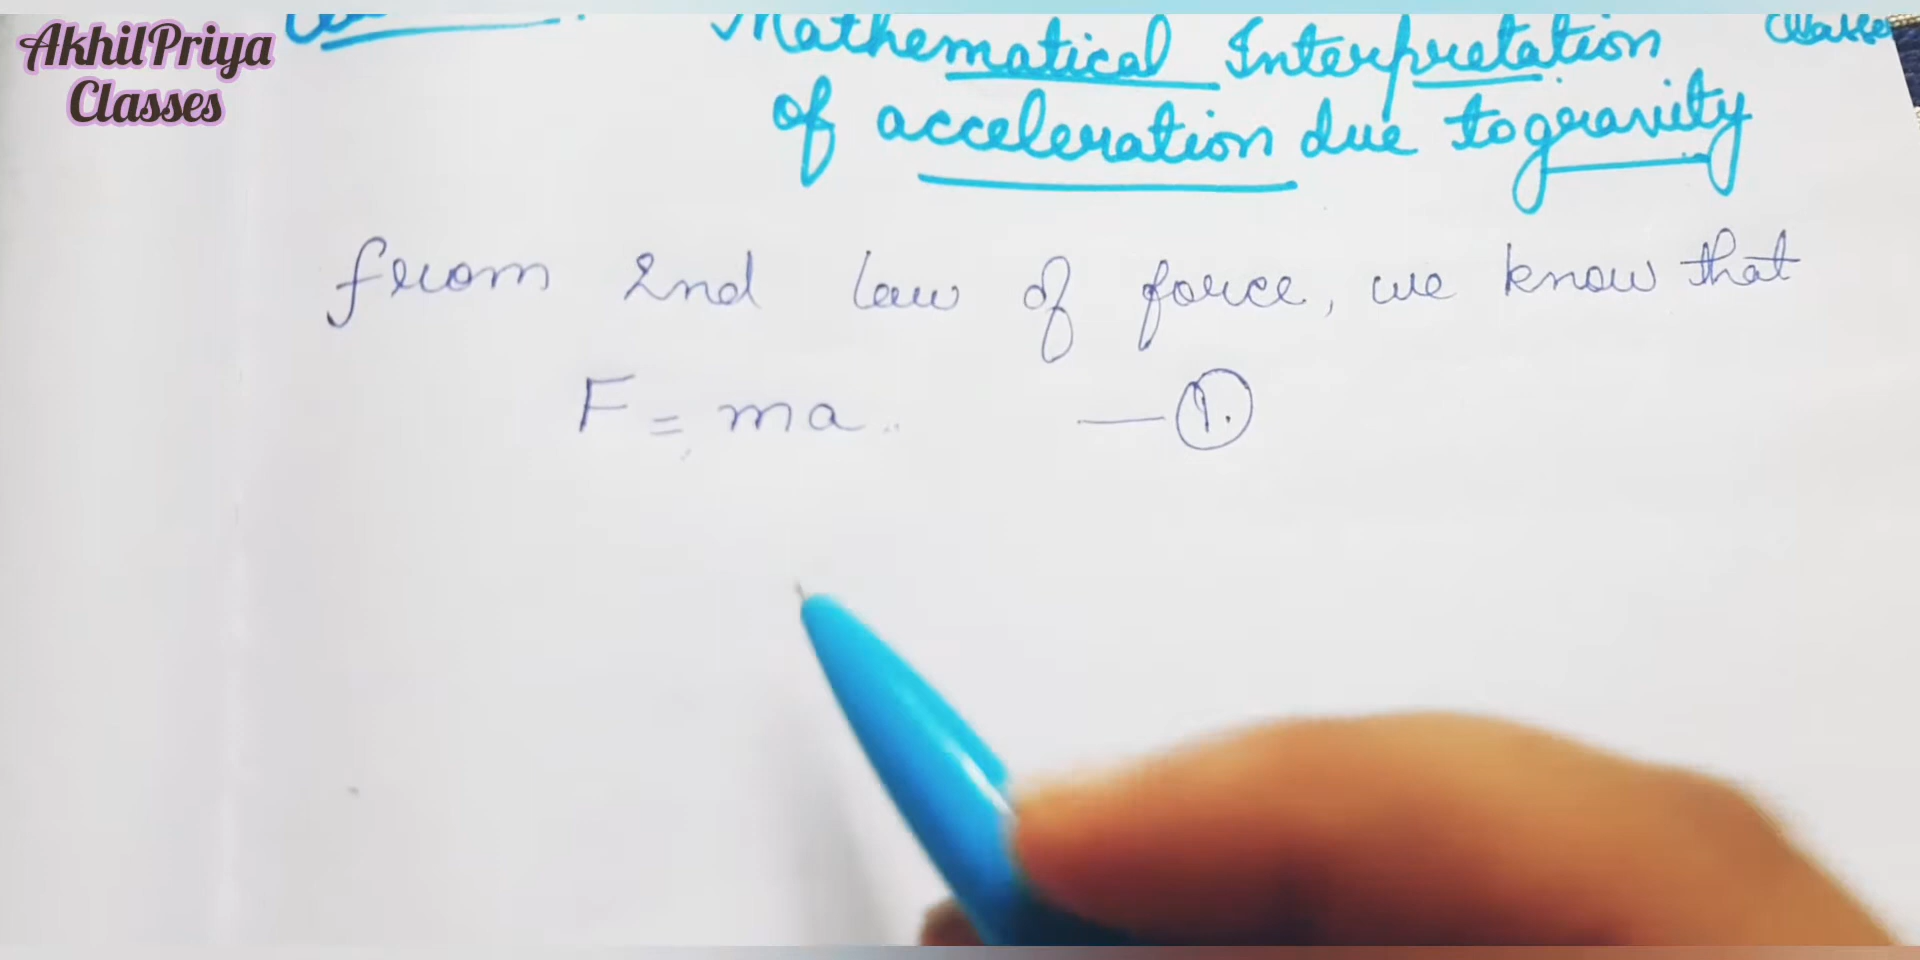 AkhilPriya
Classes
Mathematical Interpretation
Classes
of acceleration due to gravity
from 2nd law of force, we know that
F = ma. — 1.